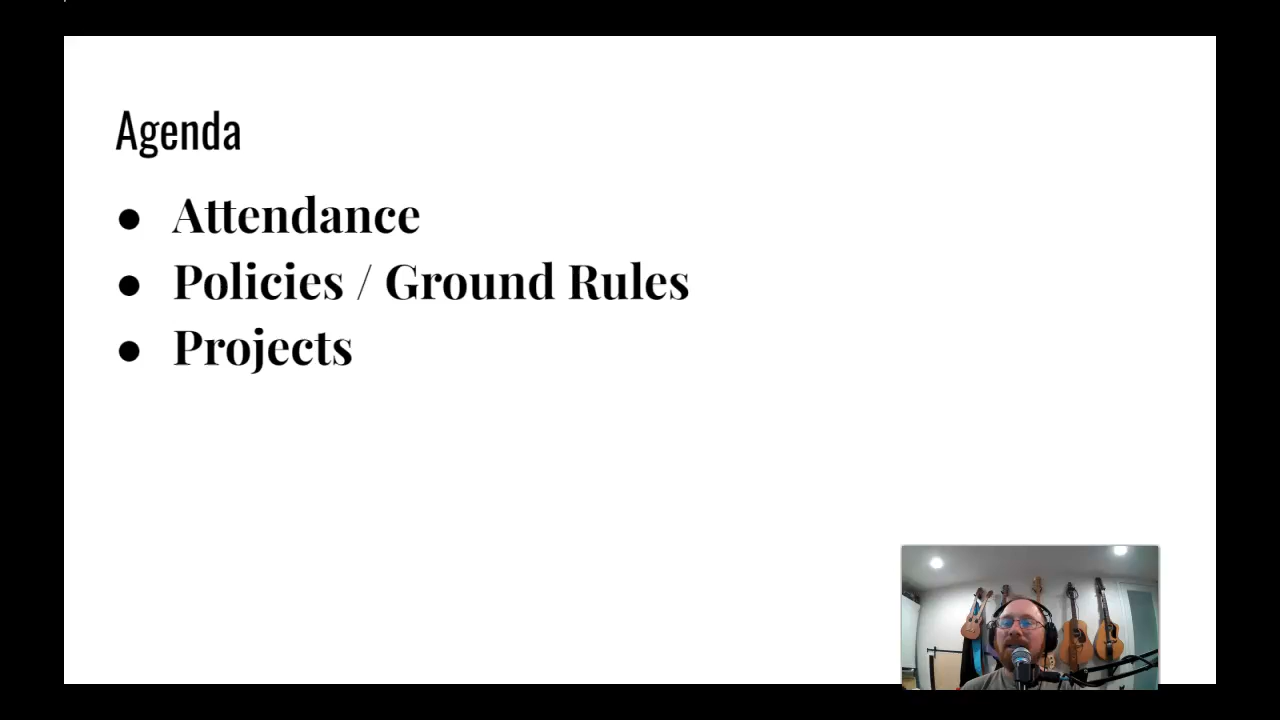 Agenda
● Attendance
● Policies / Ground Rules
● Projects